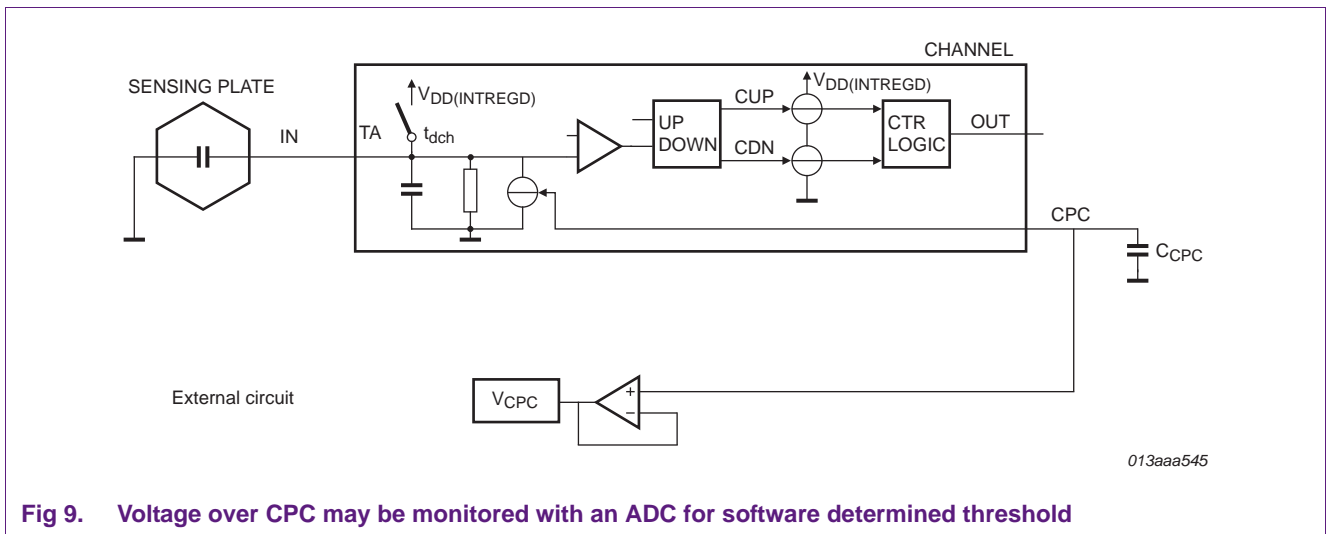 CHANNEL
SENSING PLATE
IN
TA
VDD(INTREGD)
tdch
UP
DOWN
CUP
CDN
VDD(INTREGD)
CTR
LOGIC
OUT
CPC
CCPC
External circuit
VCPC
+
−
013aaa545
Fig 9. Voltage over CPC may be monitored with an ADC for software determined threshold